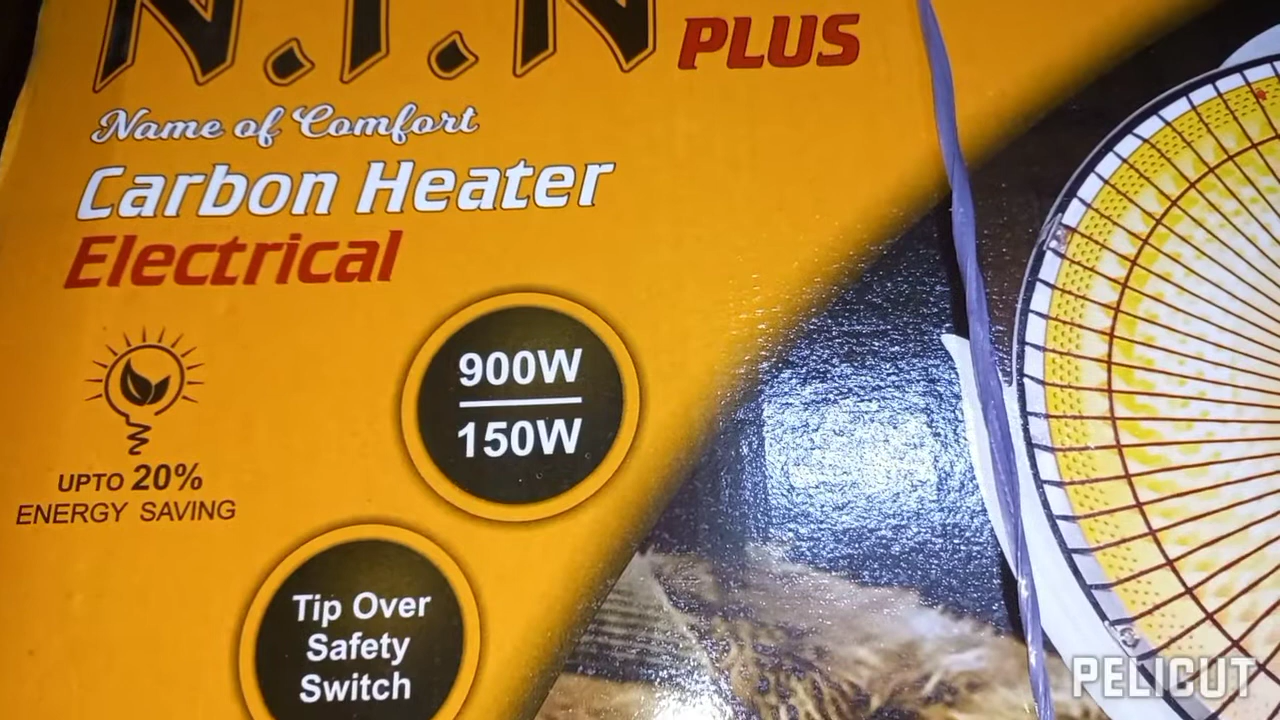 N.I.N PLUS
Name of Comfort
Carbon Heater
Electrical
900W
150W
UPTO 20%
ENERGY SAVING
Tip Over
Safety
Switch
PELICUT